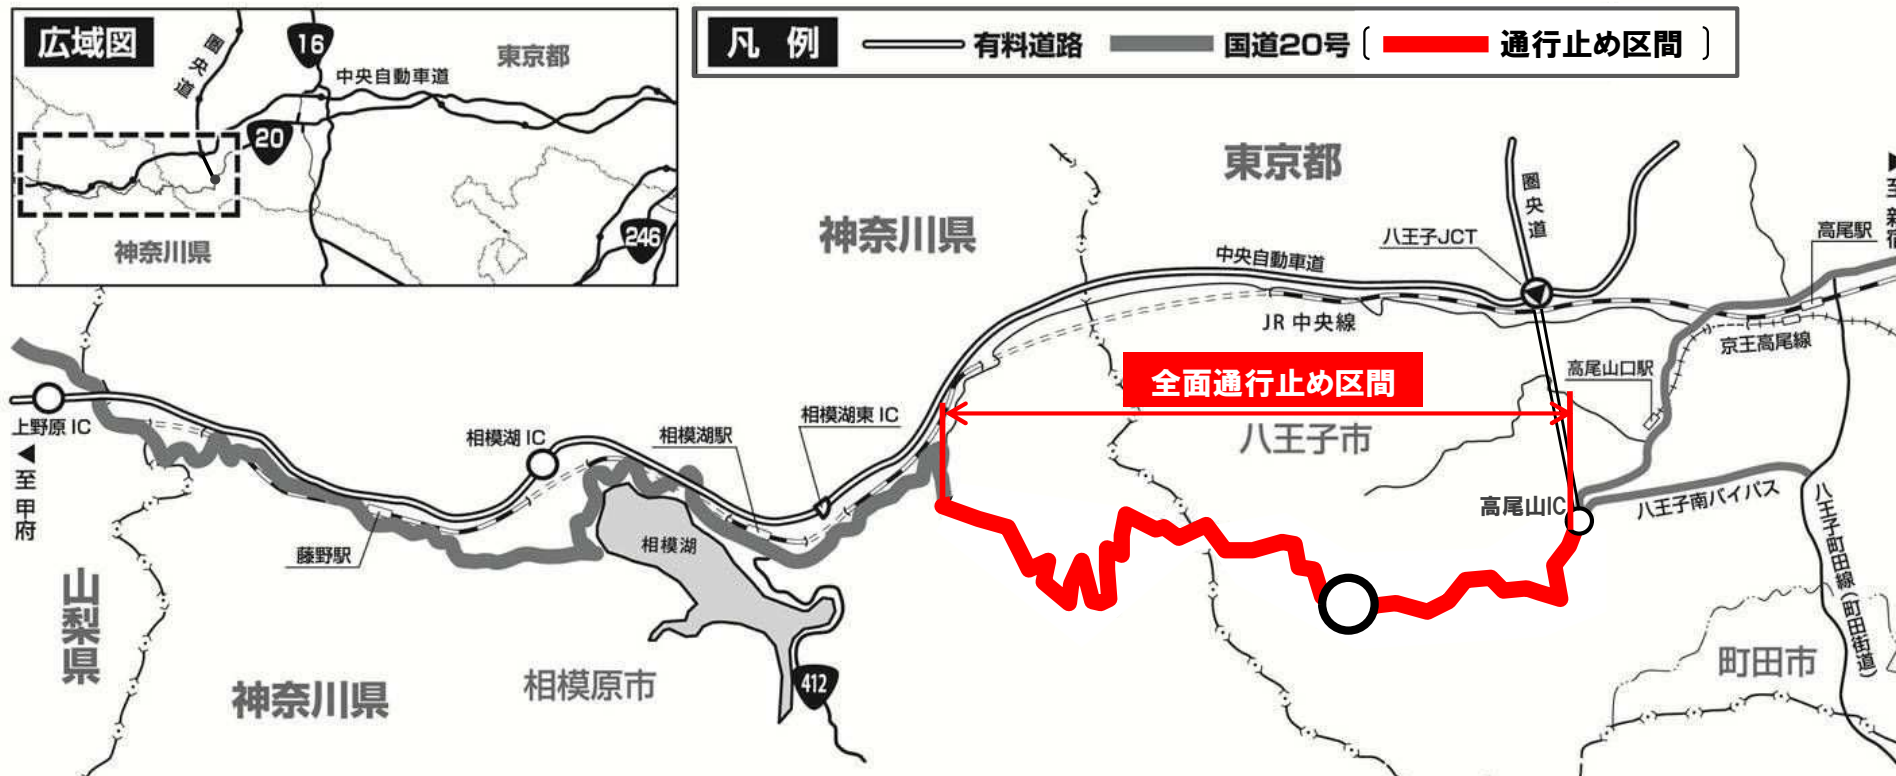 広域図
圏央道
16
東京都
中央自動車道
20
神奈川県
246
凡 例
有料道路
国道20号
通行止め区間
東京都
神奈川県
圏央道
八王子JCT
高尾駅
至 新宿
中央自動車道
JR 中央線
京王高尾線
高尾山口駅
全面通行止め区間
八王子市
上野原 IC
至 甲府
相模湖 IC
相模湖駅
相模湖東 IC
高尾山IC
八王子南バイパス
八王子町田線(町田街道)
藤野駅
相模湖
山梨県
神奈川県
相模原市
412
町田市